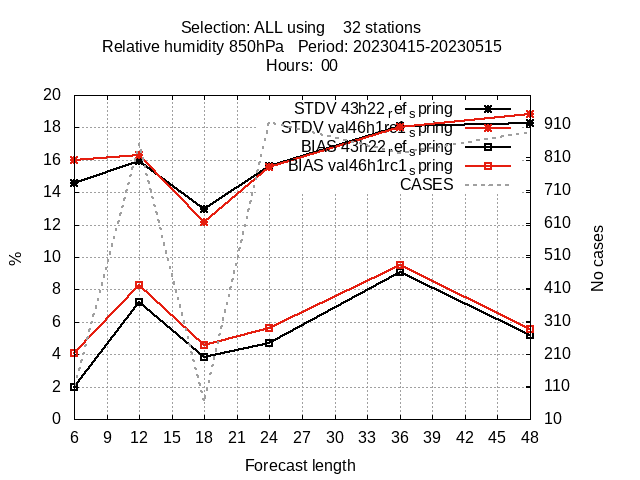 Selection: ALL using 32 stations
Relative humidity 850hPa Period: 20230415-20230515
Hours: 00
STDV 43h22_ref_spring
STDV val46h1rc1_spring
BIAS 43h22_ref_spring
BIAS val46h1rc1_spring
CASES
20
18
16
14
12
10
8
6
4
2
0
%
910
810
710
610
510
410
310
210
110
10
No cases
6 9 12 15 18 21 24 27 30 33 36 39 42 45 48
Forecast length